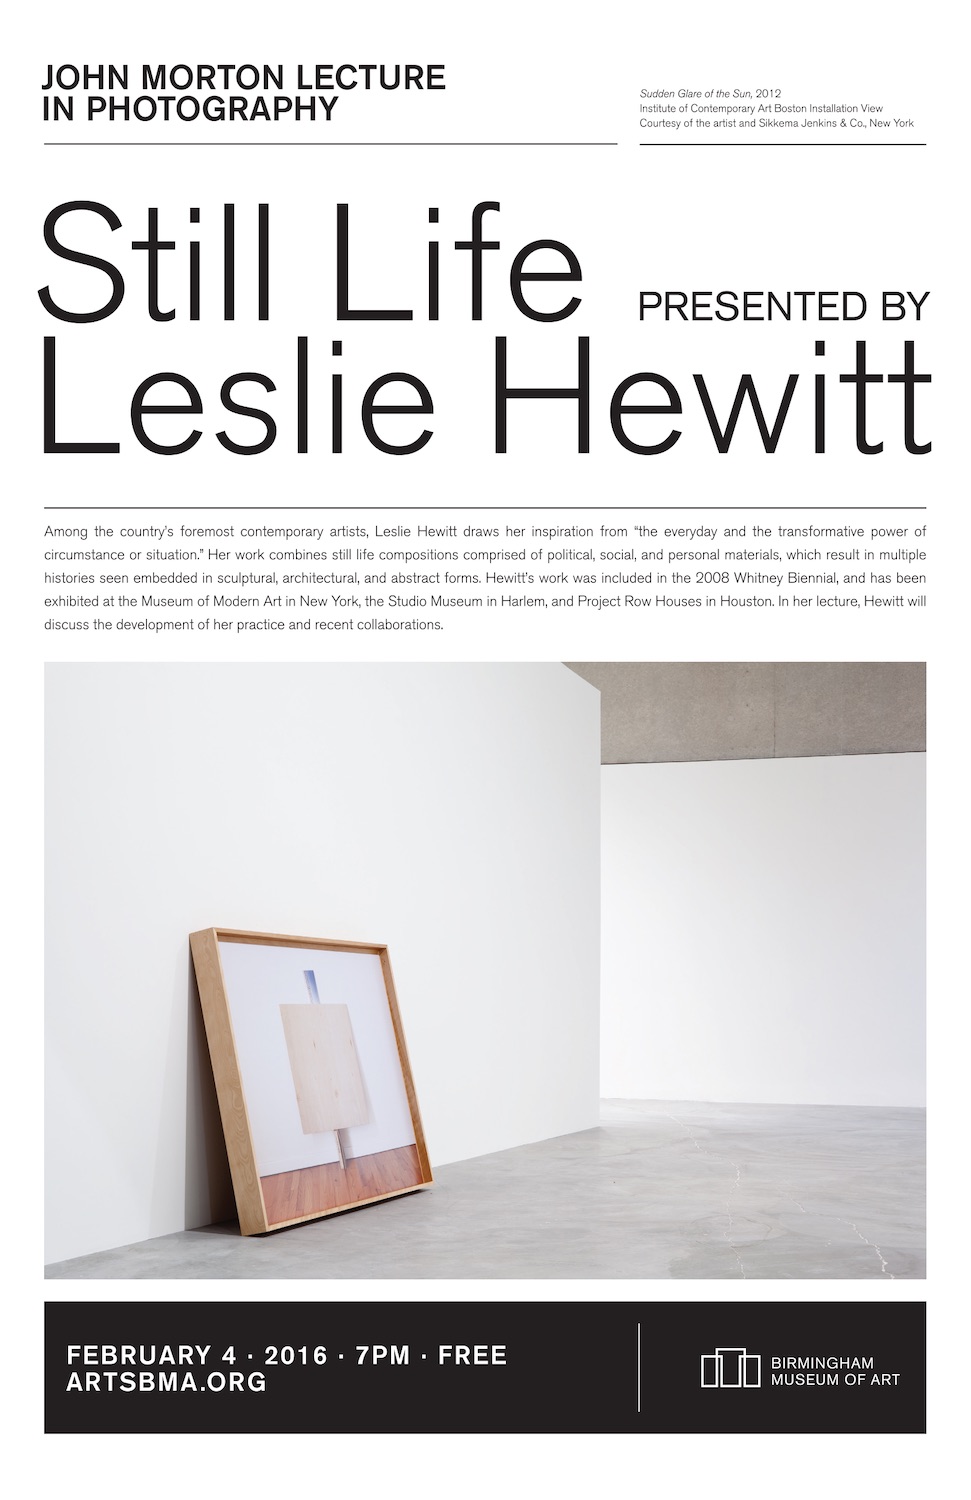 JOHN MORTON LECTURE
IN PHOTOGRAPHY
Sudden Glare of the Sun, 2012
Institute of Contemporary Art Boston Installation View
Courtesy of the artist and Sikkema Jenkins & Co., New York
Still Life
PRESENTED BY
Leslie Hewitt
Among the country’s foremost contemporary artists, Leslie Hewitt draws her inspiration from “the everyday and the transformative power of
circumstance or situation.” Her work combines still life compositions comprised of political, social, and personal materials, which result in multiple
histories seen embedded in sculptural, architectural, and abstract forms. Hewitt’s work was included in the 2008 Whitney Biennial, and has been
exhibited at the Museum of Modern Art in New York, the Studio Museum in Harlem, and Project Row Houses in Houston. In her lecture, Hewitt will
discuss the development of her practice and recent collaborations.
FEBRUARY 4 · 2016 · 7PM · FREE
ARTSBMA.ORG
BIRMINGHAM
MUSEUM OF ART